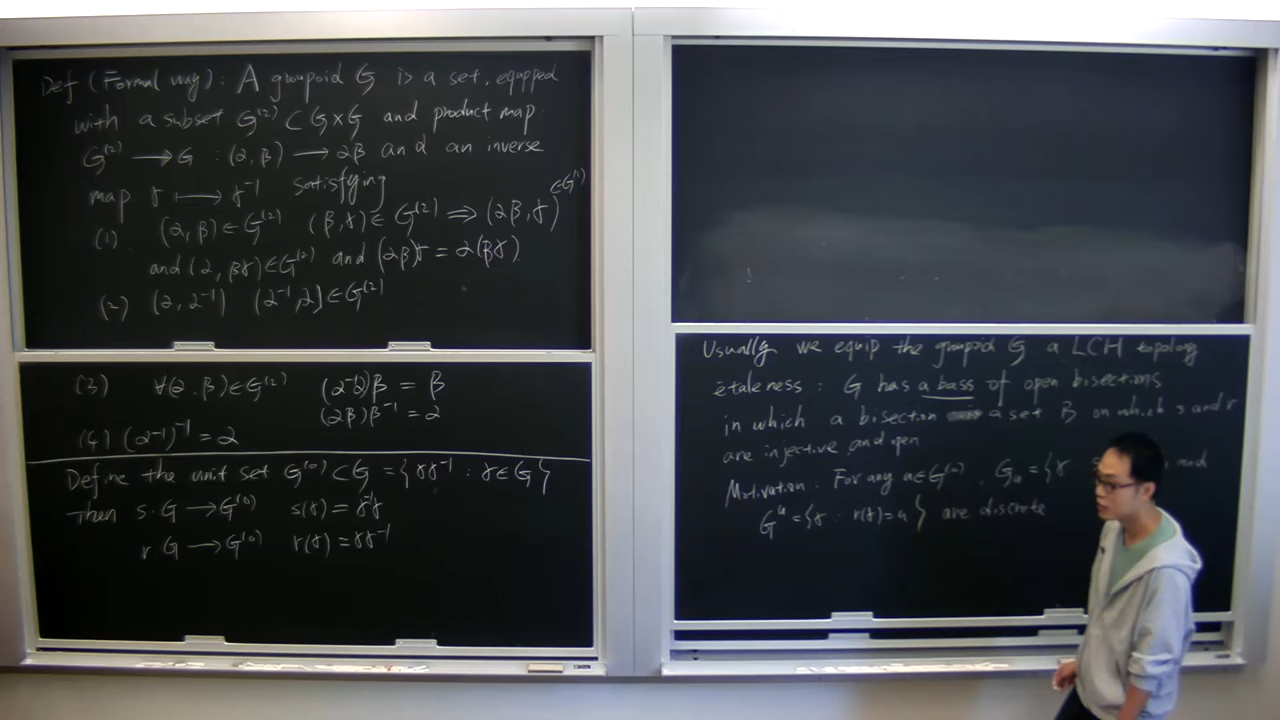 Def (Formal way) : A groupoid G is a set, equpped
with a subset G^(2) ⊂ G×G and product map
G^(2) → G : (α, β) → αβ and an inverse
map γ ↦ γ^-1 satisfying
(1) (α, β) ∈ G^(2) (β, γ) ∈ G^(2) ⇒ (αβ, γ) ∈ G^(2)
and (α, βγ) ∈ G^(2) and (αβ)γ = α(βγ)
(2) (α, α^-1) (α^-1, α) ∈ G^(2)
(3) ∀(α, β) ∈ G^(2) (α^-1α)β = β
(αβ)β^-1 = α
(4) (α^-1)^-1 = α
Define the unit set G^(0) ⊂ G = {γγ^-1 : γ ∈ G}
Then s: G → G^(0) s(γ) = γ^-1γ
r G → G^(0) r(γ) = γγ^-1
Usually we equip the groupoid G a LCH topology
étaleness : G has a bass of open bisections
in which a bisection a set B on which s and r
are injective and open
Motivation. For any u ∈ G^(0), G_u = {γ and
G^u = {γ : r(γ) = u} are discrete